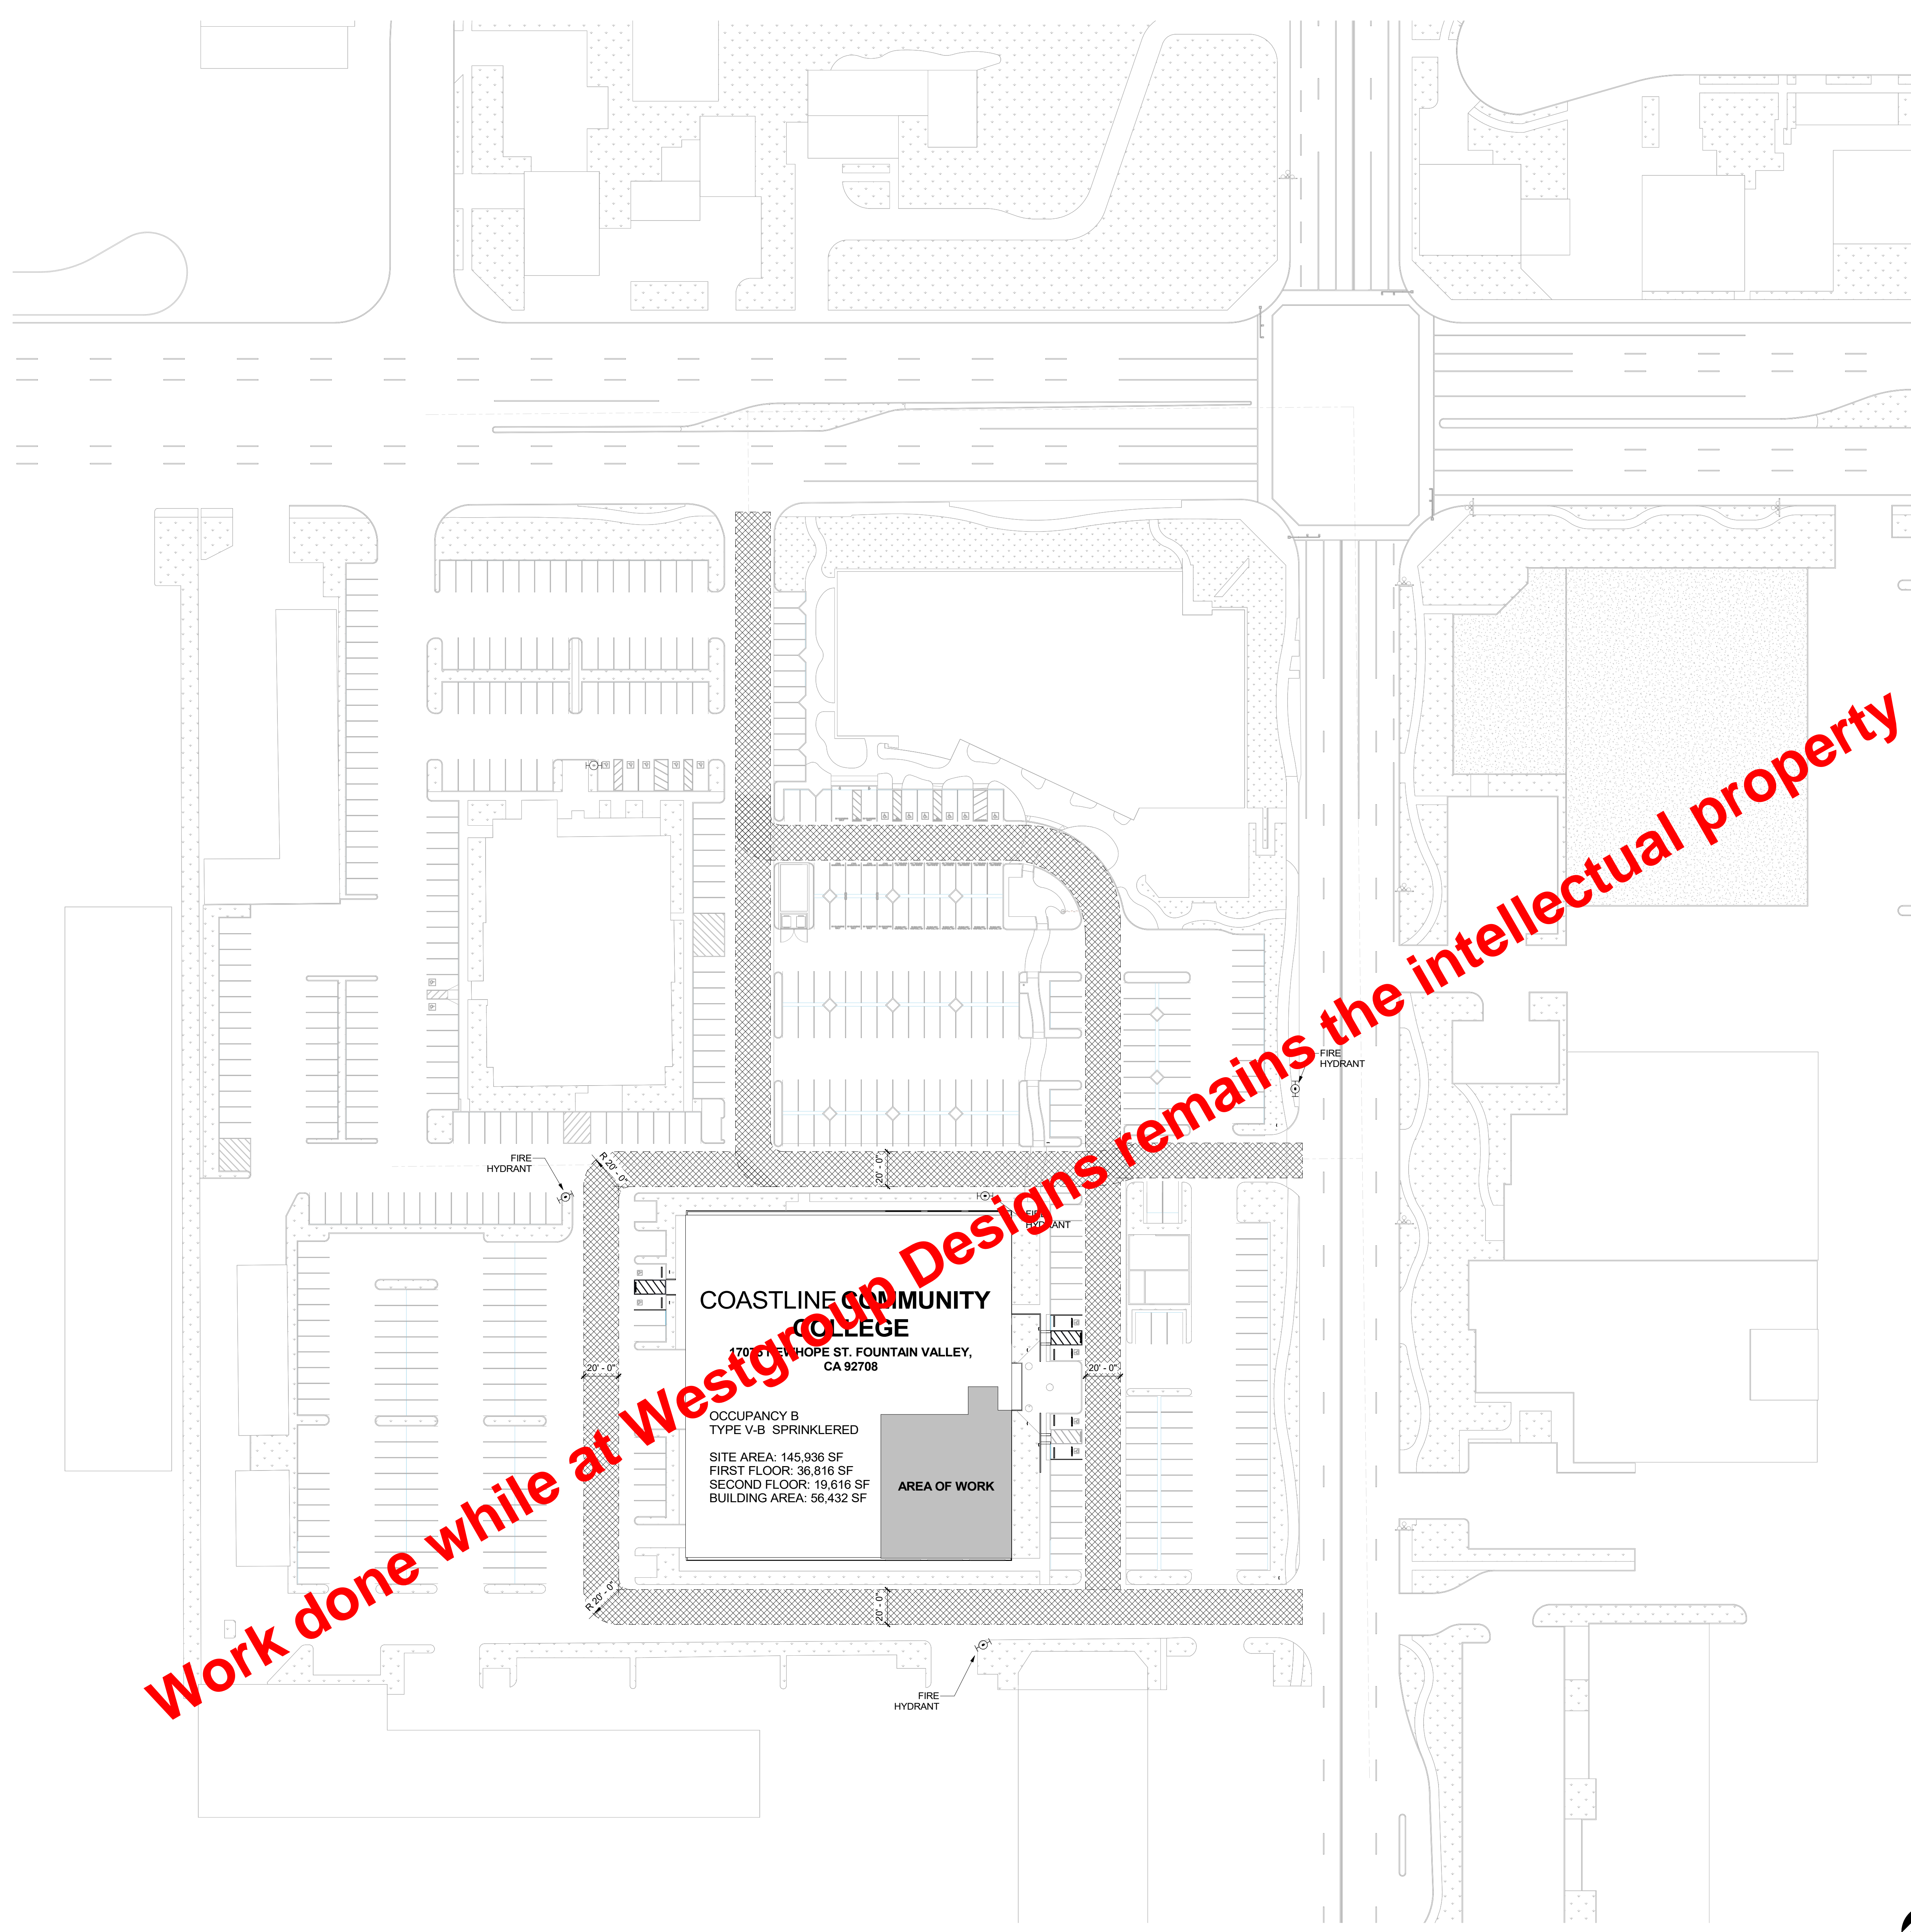 FIRE
HYDRANT
FIRE
HYDRANT
R 20' - 0"
20' - 0"
FIRE
HYDRANT
COASTLINE COMMUNITY
COLLEGE
NEWHOPE ST. FOUNTAIN VALLEY,
CA 92708
20' - 0"
20' - 0"
OCCUPANCY B
TYPE V-B SPRINKLERED
SITE AREA: 145,936 SF
FIRST FLOOR: 36,816 SF
SECOND FLOOR: 19,616 SF
BUILDING AREA: 56,432 SF
AREA OF WORK
R 20' - 0"
20' - 0"
FIRE
HYDRANT
Work done while at Westgroup Designs remains the intellectual property